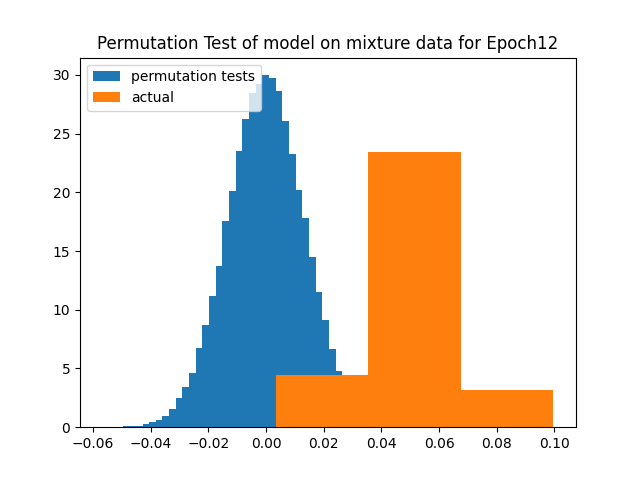 Permutation Test of model on mixture data for Epoch12
permutation tests
actual
30
25
20
15
10
5
0
−0.06 −0.04 −0.02 0.00 0.02 0.04 0.06 0.08 0.10